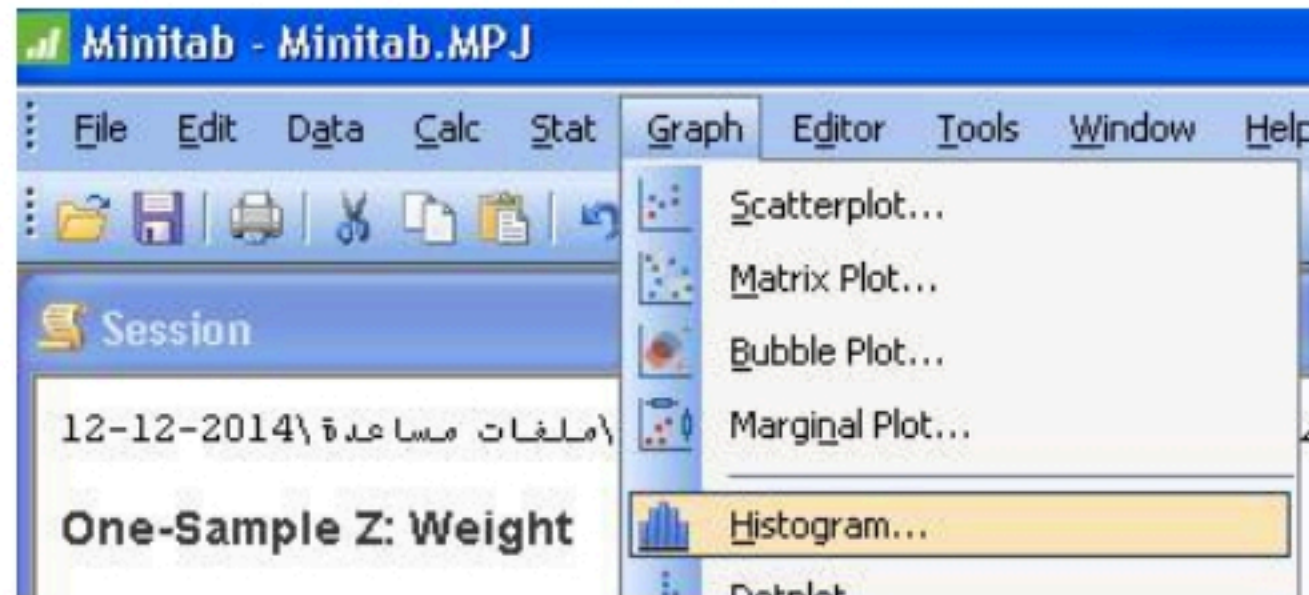 Minitab - Minitab.MPJ
File Edit Data Calc Stat Graph Editor Tools Window Help
Scatterplot...
Matrix Plot...
Bubble Plot...
Marginal Plot...
Histogram...
Session
12-12-2014\ملفات مساعدة\
One-Sample Z: Weight